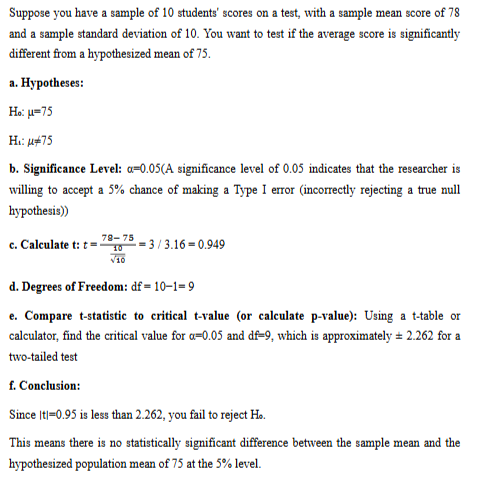 Suppose you have a sample of 10 students' scores on a test, with a sample mean score of 78
and a sample standard deviation of 10. You want to test if the average score is significantly
different from a hypothesized mean of 75.
a. Hypotheses:
H₀: μ=75
H₁: μ≠75
b. Significance Level: α=0.05(A significance level of 0.05 indicates that the researcher is
willing to accept a 5% chance of making a Type I error (incorrectly rejecting a true null
hypothesis))
c. Calculate t: t = (78−75)/(10/√10) = 3 / 3.16 = 0.949
d. Degrees of Freedom: df = 10−1= 9
e. Compare t-statistic to critical t-value (or calculate p-value): Using a t-table or
calculator, find the critical value for α=0.05 and df=9, which is approximately ± 2.262 for a
two-tailed test
f. Conclusion:
Since |t|=0.95 is less than 2.262, you fail to reject H₀.
This means there is no statistically significant difference between the sample mean and the
hypothesized population mean of 75 at the 5% level.